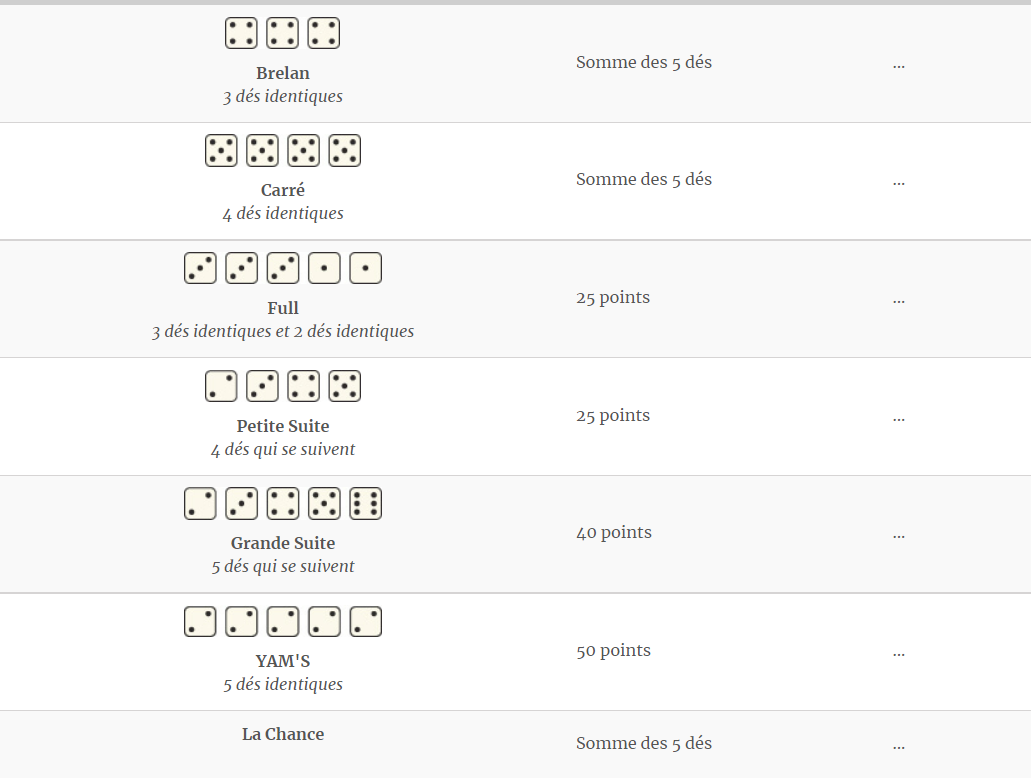 Brelan
3 dés identiques
Somme des 5 dés
...
Carré
4 dés identiques
Somme des 5 dés
...
Full
3 dés identiques et 2 dés identiques
25 points
...
Petite Suite
4 dés qui se suivent
25 points
...
Grande Suite
5 dés qui se suivent
40 points
...
YAM'S
5 dés identiques
50 points
...
La Chance
Somme des 5 dés
...